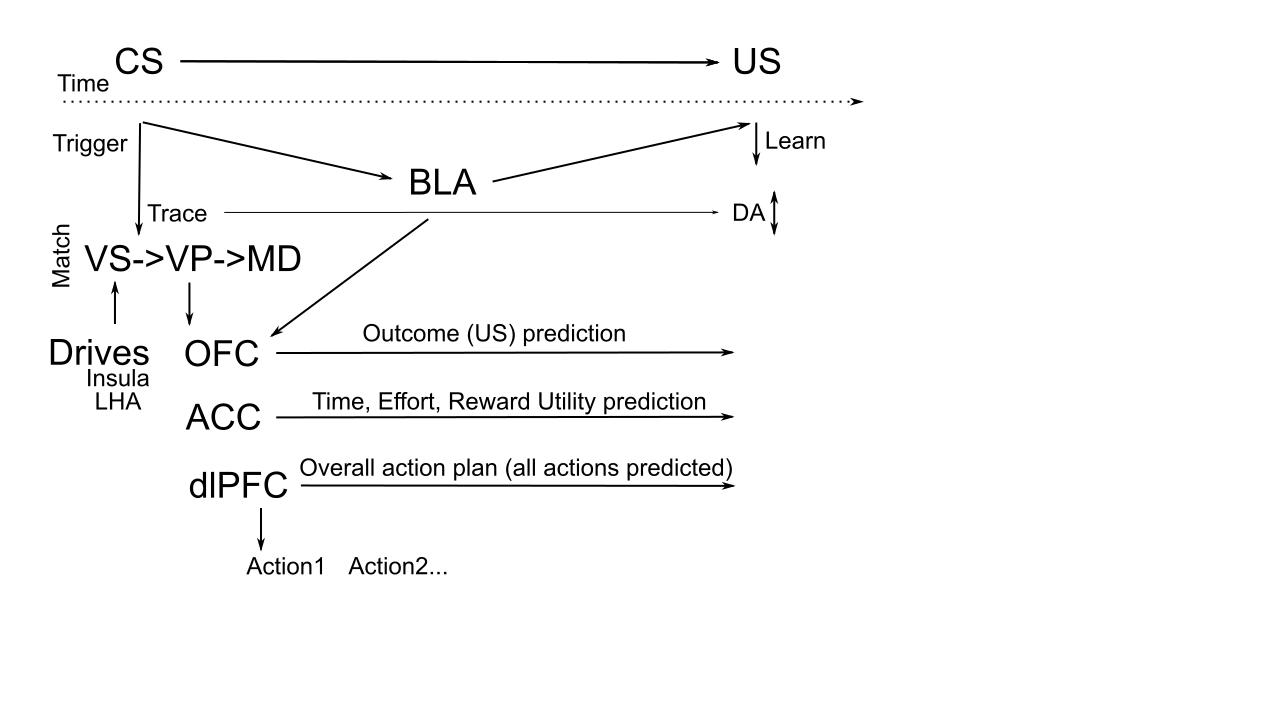 CS US
Time
Trigger Learn
BLA
Trace DA
Match
VS->VP->MD
Outcome (US) prediction
Drives OFC
Insula
LHA
Time, Effort, Reward Utility prediction
ACC
Overall action plan (all actions predicted)
dlPFC
Action1 Action2...